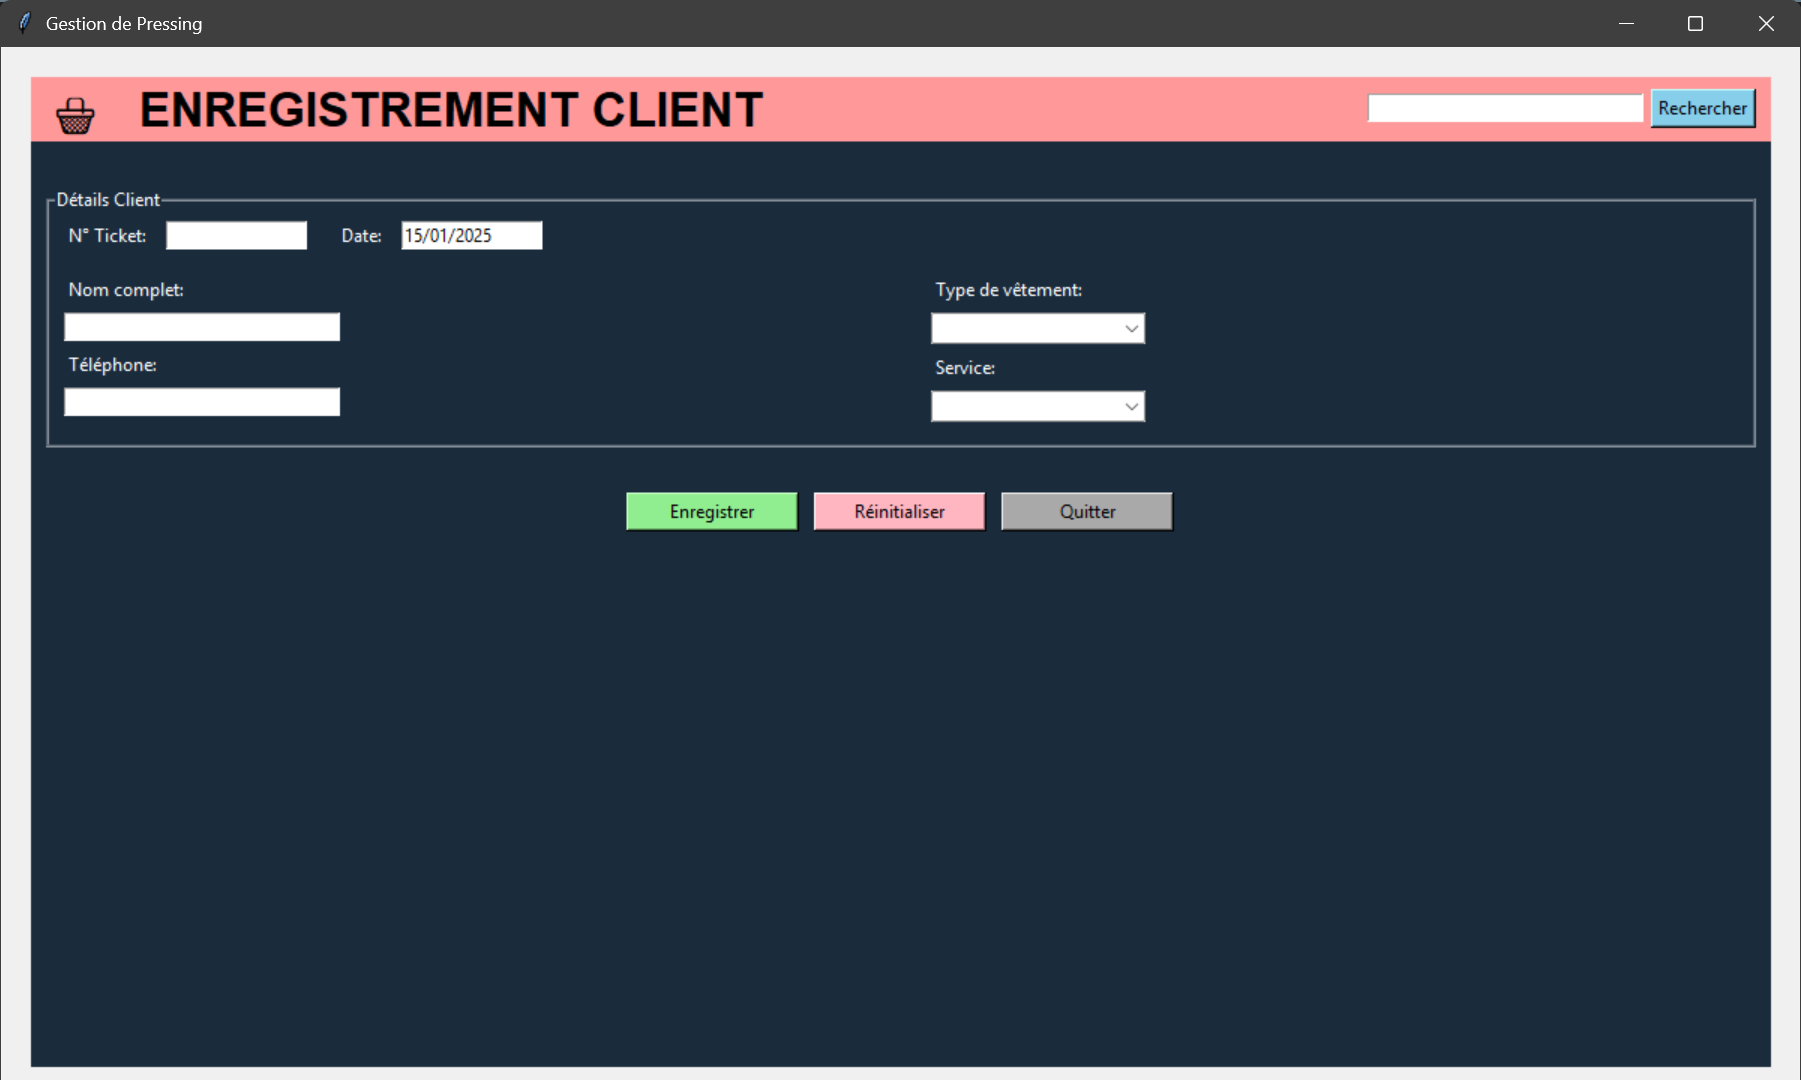 Gestion de Pressing
ENREGISTREMENT CLIENT
Rechercher
Détails Client
N° Ticket:
Date: 15/01/2025
Nom complet:
Type de vêtement:
Téléphone:
Service:
Enregistrer
Réinitialiser
Quitter